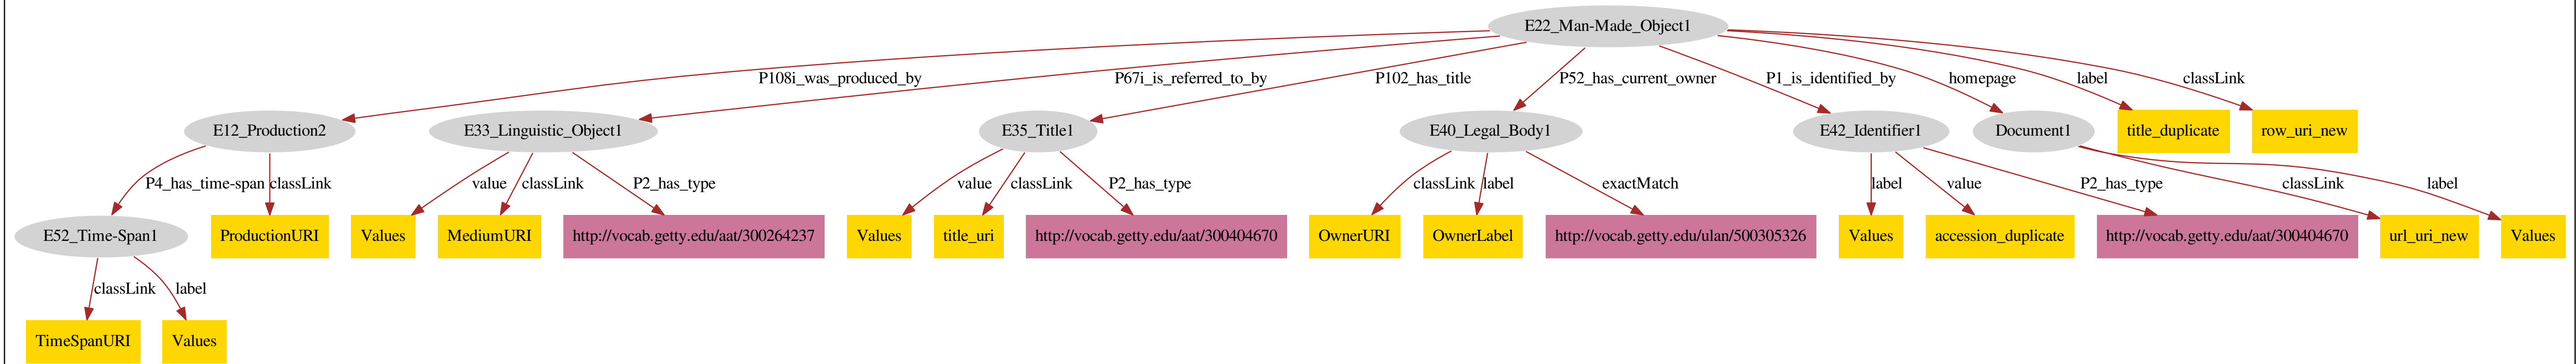 E22_Man-Made_Object1
P108i_was_produced_by
P67i_is_referred_to_by
P102_has_title
P52_has_current_owner
P1_is_identified_by
homepage
label
classLink
E12_Production2
E33_Linguistic_Object1
E35_Title1
E40_Legal_Body1
E42_Identifier1
Document1
title_duplicate
row_uri_new
P4_has_time-span
classLink
value
classLink
P2_has_type
value
classLink
P2_has_type
classLink
label
exactMatch
label
value
P2_has_type
classLink
label
E52_Time-Span1
ProductionURI
Values
MediumURI
http://vocab.getty.edu/aat/300264237
Values
title_uri
http://vocab.getty.edu/aat/300404670
OwnerURI
OwnerLabel
http://vocab.getty.edu/ulan/500305326
Values
accession_duplicate
http://vocab.getty.edu/aat/300404670
url_uri_new
Values
classLink
label
TimeSpanURI
Values